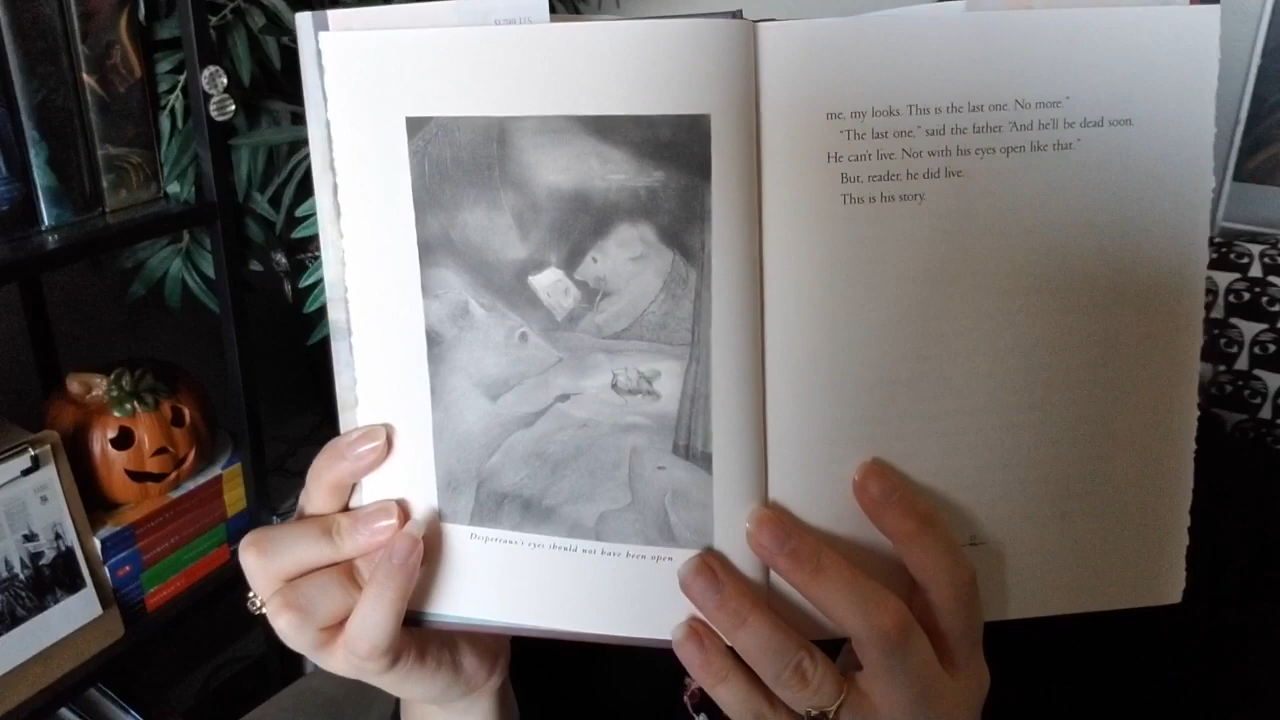 Despereaux's eyes should not have been open.
me, my looks. This is the last one. No more."
"The last one," said the father. "And he'll be dead soon.
He can't live. Not with his eyes open like that."
But, reader, he did live.
This is his story.